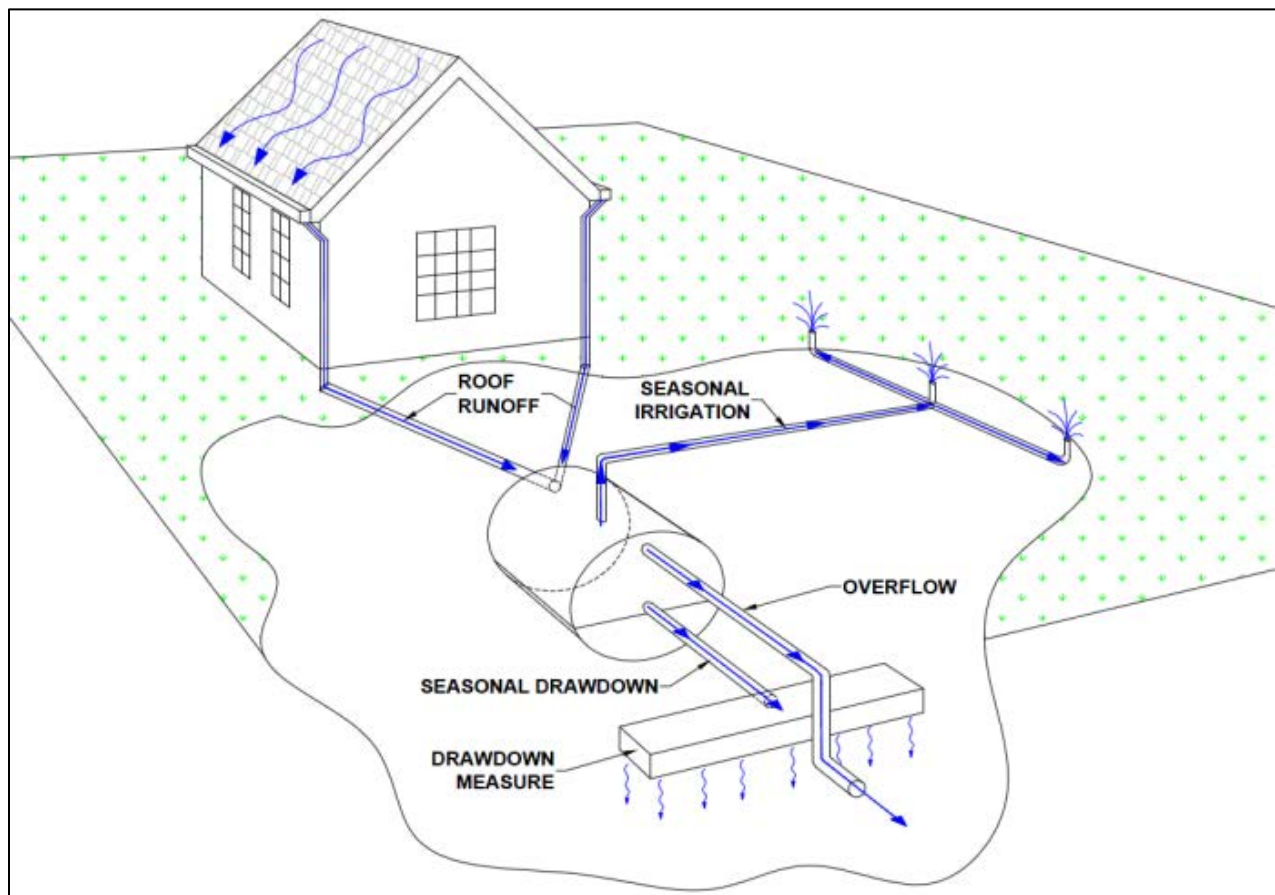 ROOF
RUNOFF
SEASONAL
IRRIGATION
OVERFLOW
SEASONAL DRAWDOWN
DRAWDOWN
MEASURE